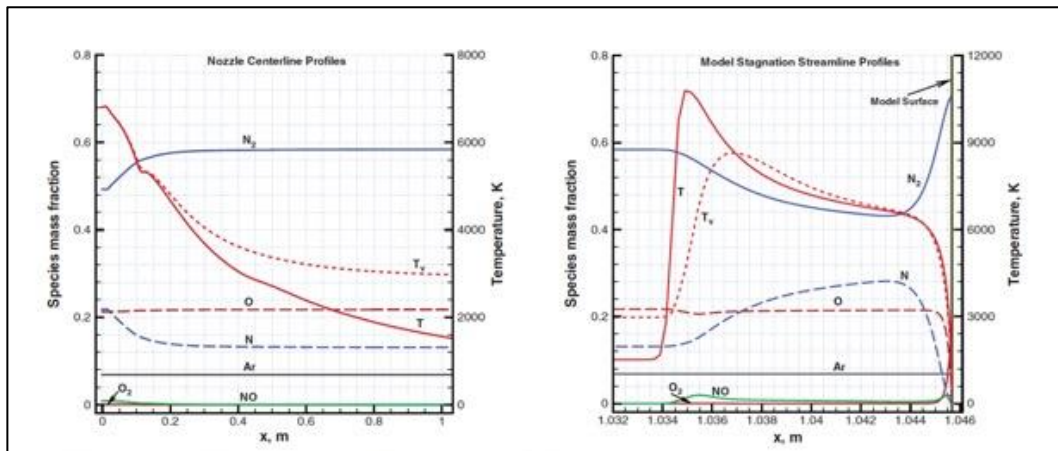 Nozzle Centerline Profiles
0.8
0.6
0.4
0.2
0
Species mass fraction
8000
6000
4000
2000
0
Temperature, K
N2
Tv
O
T
N
Ar
O2
NO
0 0.2 0.4 0.6 0.8 1
x, m
Model Stagnation Streamline Profiles
0.8
0.6
0.4
0.2
0
Species mass fraction
12000
9000
6000
3000
0
Temperature, K
Model Surface
N2
T
Tv
N
O
Ar
O2
NO
1.032 1.034 1.036 1.038 1.04 1.042 1.044 1.046
x, m